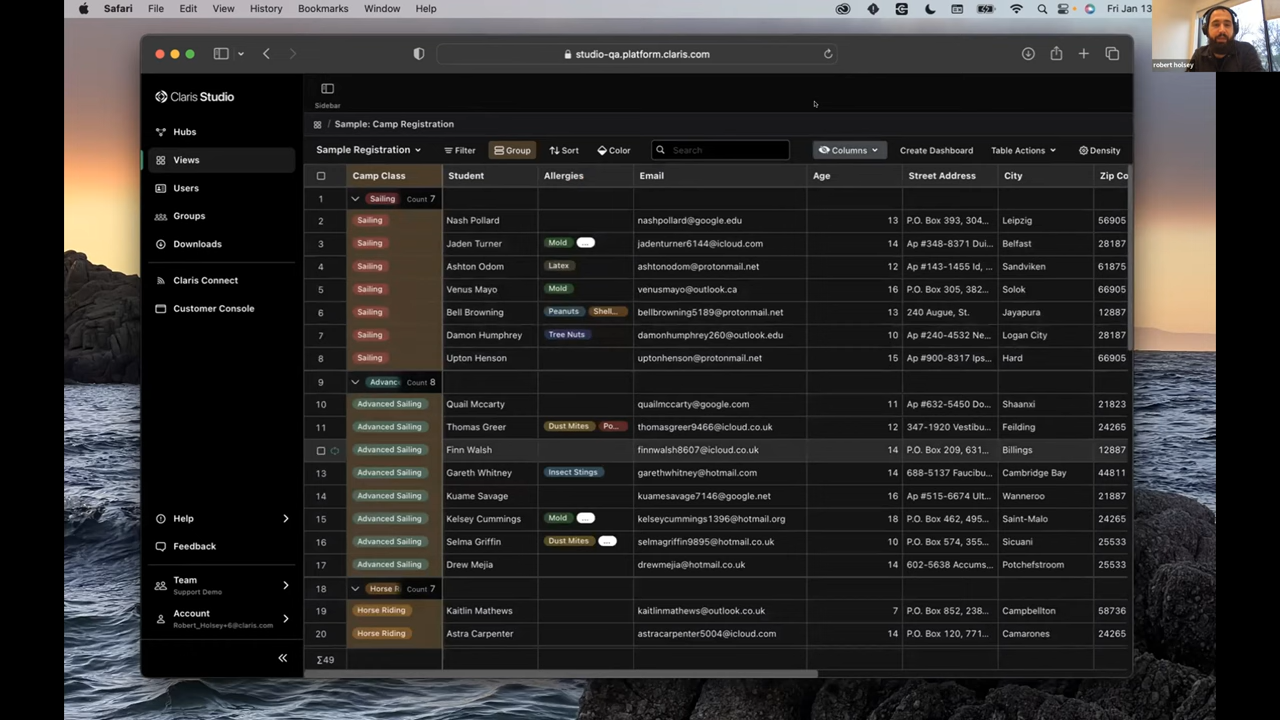 Safari File Edit View History Bookmarks Window Help Fri Jan 13
robert holsey
studio-qa.platform.claris.com
Claris Studio
Hubs
Views
Users
Groups
Downloads
Claris Connect
Customer Console
Help
Feedback
Team
Support Demo
Account
Robert_Holsey+6@claris.com
Sidebar
/ Sample: Camp Registration
Sample Registration Filter Group Sort Color Search Columns Create Dashboard Table Actions Density
Camp Class Student Allergies Email Age Street Address City Zip Co
1 Sailing Count 7
2 Sailing Nash Pollard nashpollard@google.edu 13 P.O. Box 393, 304... Leipzig 56905
3 Sailing Jaden Turner Mold ... jadenturner6144@icloud.com 14 Ap #348-8371 Dui... Belfast 28187
4 Sailing Ashton Odom Latex ashtonodom@protonmail.net 12 Ap #143-1455 Id, ... Sandviken 61875
5 Sailing Venus Mayo Mold venusmayo@outlook.ca 16 P.O. Box 305, 382... Solok 66905
6 Sailing Bell Browning Peanuts Shell... bellbrowning5189@protonmail.net 13 240 Augue, St. Jayapura 12887
7 Sailing Damon Humphrey Tree Nuts damonhumphrey260@outlook.edu 10 Ap #240-4532 Ne... Logan City 28187
8 Sailing Upton Henson uptonhenson@protonmail.net 15 Ap #900-8317 Ips... Hard 66905
9 Advanc Count 8
10 Advanced Sailing Quail Mccarty quailmccarty@google.com 11 Ap #632-5450 Do... Shaanxi 21823
11 Advanced Sailing Thomas Greer Dust Mites Po... thomasgreer9466@icloud.co.uk 12 347-1920 Vestibu... Feilding 24265
Advanced Sailing Finn Walsh finnwalsh8607@icloud.co.uk 14 P.O. Box 209, 631... Billings 12887
13 Advanced Sailing Gareth Whitney Insect Stings garethwhitney@hotmail.com 14 688-5137 Faucibu... Cambridge Bay 44811
14 Advanced Sailing Kuame Savage kuamesavage7146@google.net 16 Ap #515-6674 Ult... Wanneroo 21887
15 Advanced Sailing Kelsey Cummings Mold ... kelseycummings1396@hotmail.org 18 P.O. Box 462, 495... Saint-Malo 24265
16 Advanced Sailing Selma Griffin Dust Mites ... selmagriffin9895@hotmail.co.uk 10 P.O. Box 574, 355... Sicuani 25533
17 Advanced Sailing Drew Mejia drewmejia@hotmail.co.uk 14 602-5638 Accums... Potchefstroom 25533
18 Horse R Count 7
19 Horse Riding Kaitlin Mathews kaitlinmathews@outlook.co.uk 7 P.O. Box 852, 238... Campbellton 58736
20 Horse Riding Astra Carpenter astracarpenter5004@icloud.com 14 P.O. Box 120, 771... Camarones 24265
Σ49